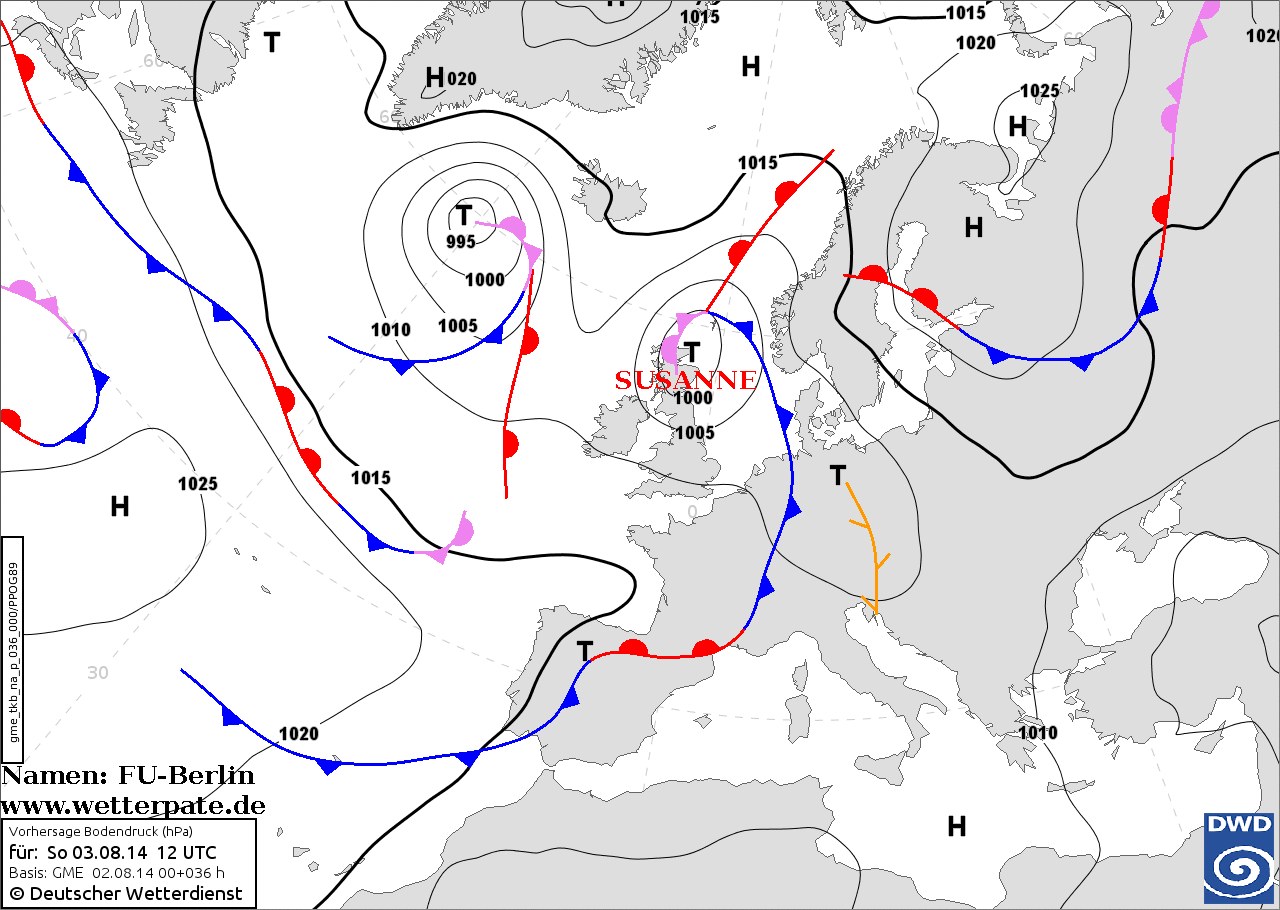 H
1015
1015
T
1020
1020
H
60
H
020
1025
60
60
H
1015
T
995
H
1000
1010
1005
40
T
SUSANNE
1000
1005
1015
T
1025
H
0
T
30
1020
1010
H
gme_tkb_na_p_036_000/PPOG89
Namen: FU-Berlin
www.wetterpate.de
Vorhersage Bodendruck (hPa)
für: So 03.08.14 12 UTC
Basis: GME 02.08.14 00+036 h
© Deutscher Wetterdienst
DWD